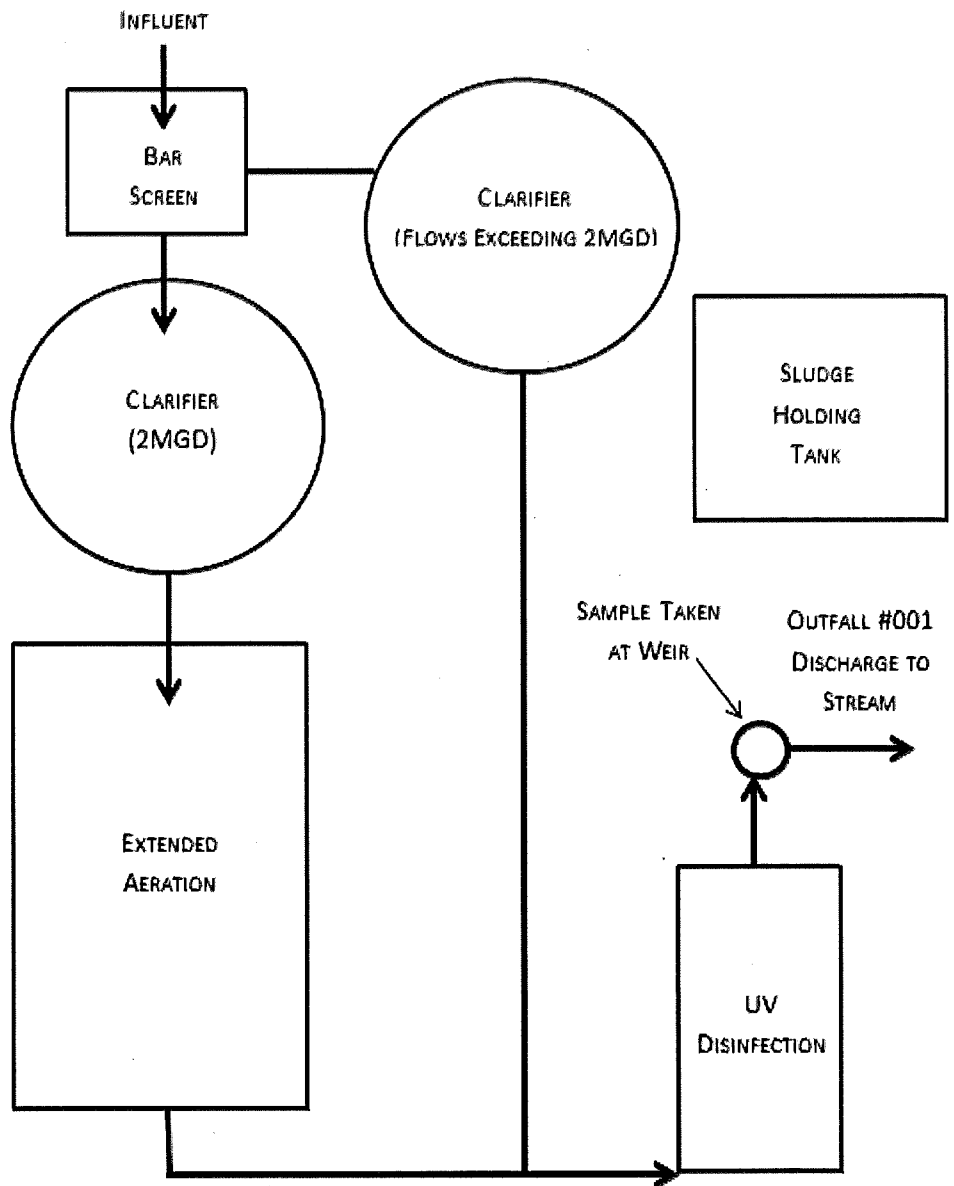 Influent
Bar
Screen
Clarifier
(Flows Exceeding 2MGD)
Clarifier
(2MGD)
Sludge
Holding
Tank
Sample Taken
at Weir
Outfall #001
Discharge to
Stream
Extended
Aeration
UV
Disinfection